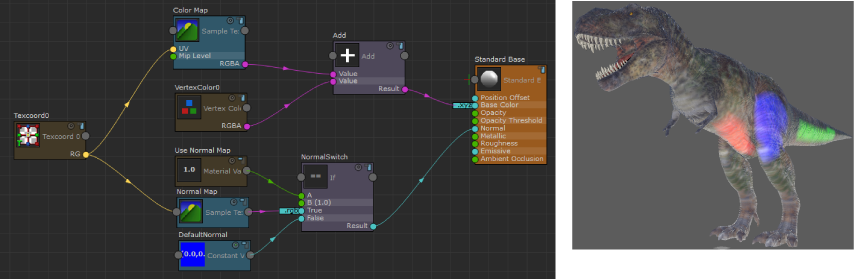 Color Map
Sample Te
UV
Mip Level
RGBA
Add
Add
Value
Value
Result
Standard Base
Standard E
Position Offset
.xyz
Base Color
Opacity
Opacity Threshold
Normal
Metallic
Roughness
Emissive
Ambient Occlusion
VertexColor0
Vertex Col
RGBA
Texcoord0
Texcoord 0
RG
Use Normal Map
1.0
Material Va
NormalSwitch
==
If
A
B (1.0)
.rgb
True
False
Result
Normal Map
Sample Te
DefaultNormal
(0.0,0.
Constant V